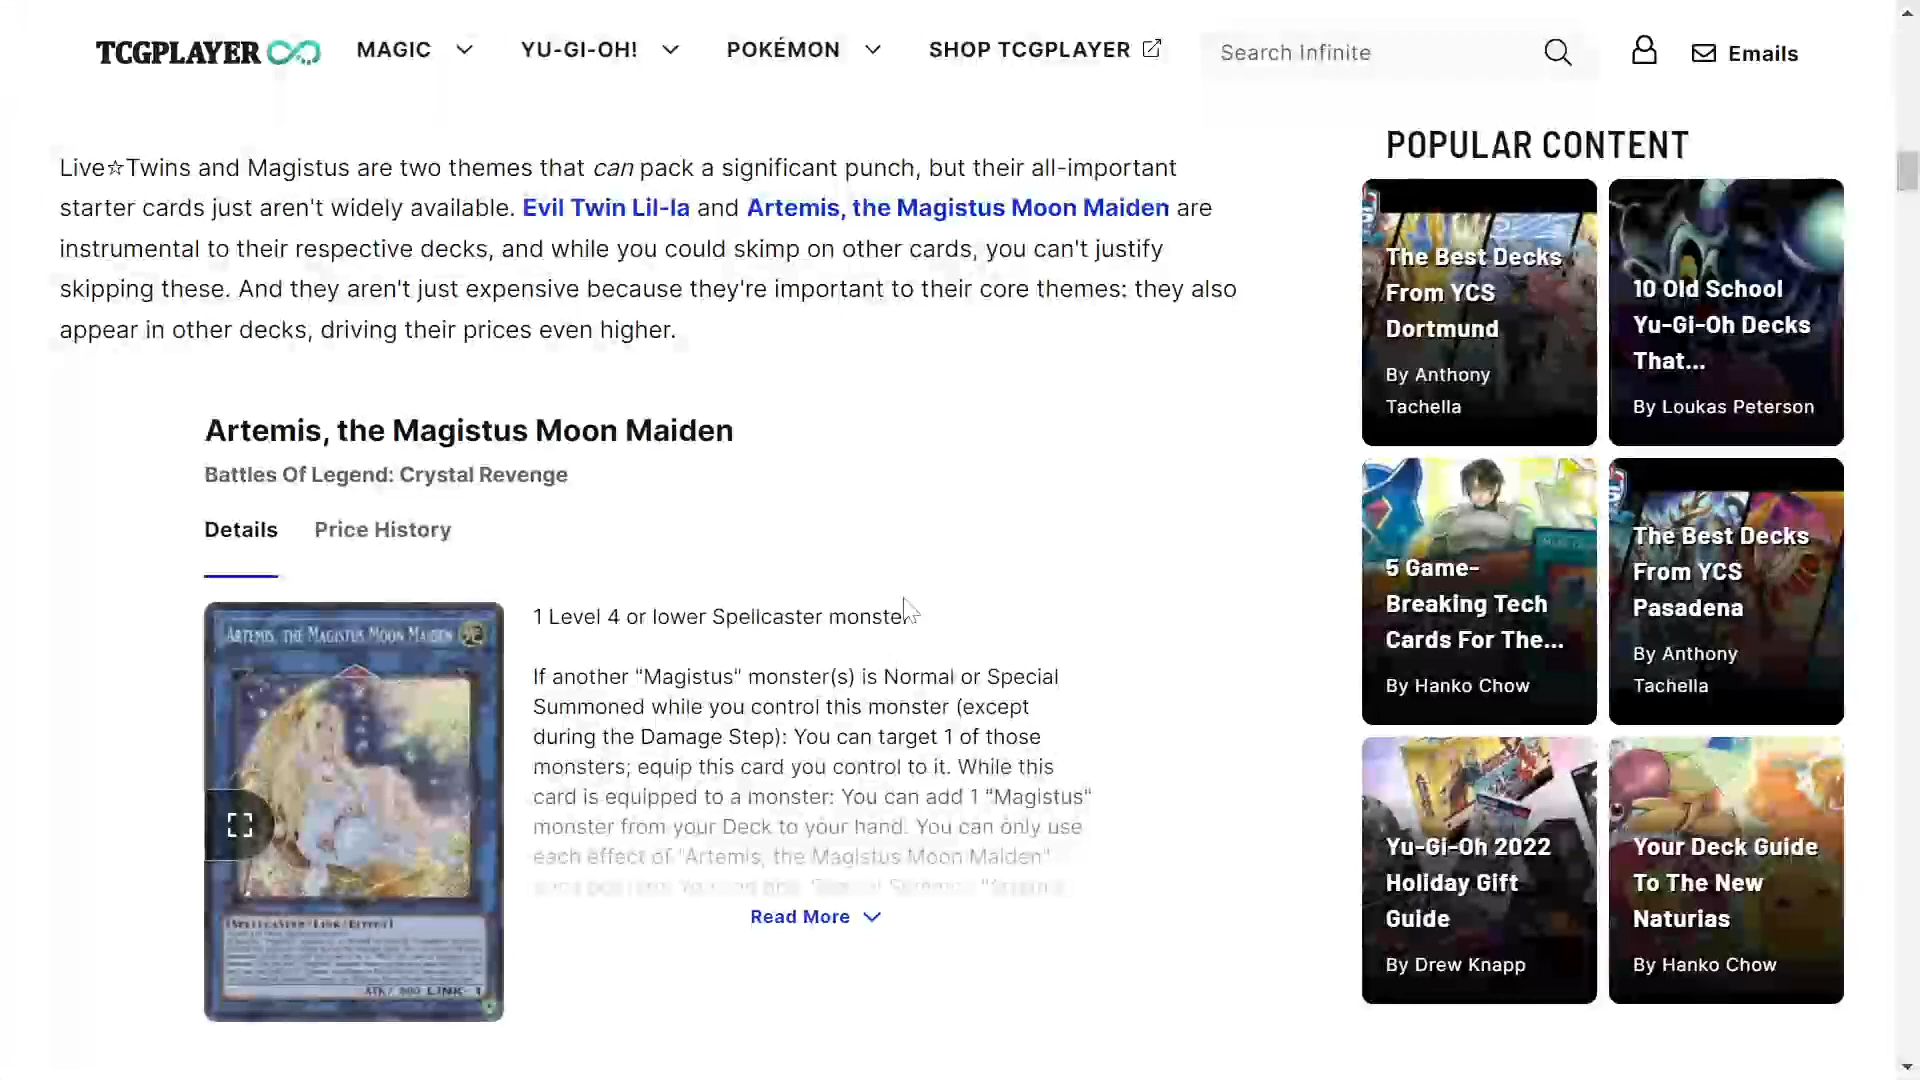 TCGPLAYER
MAGIC
YU-GI-OH!
POKÉMON
SHOP TCGPLAYER
Search Infinite
Emails
Live☆Twins and Magistus are two themes that can pack a significant punch, but their all-important
starter cards just aren't widely available. Evil Twin Lil-la and Artemis, the Magistus Moon Maiden are
instrumental to their respective decks, and while you could skimp on other cards, you can't justify
skipping these. And they aren't just expensive because they're important to their core themes: they also
appear in other decks, driving their prices even higher.
Artemis, the Magistus Moon Maiden
Battles Of Legend: Crystal Revenge
Details
Price History
ARTEMIS, THE MAGISTUS MOON MAIDEN
[SPELLCASTER/LINK/EFFECT]
ATK/ 800 LINK- 1
1 Level 4 or lower Spellcaster monster
If another "Magistus" monster(s) is Normal or Special
Summoned while you control this monster (except
during the Damage Step): You can target 1 of those
monsters; equip this card you control to it. While this
card is equipped to a monster: You can add 1 "Magistus"
monster from your Deck to your hand. You can only use
each effect of "Artemis, the Magistus Moon Maiden"
Read More
POPULAR CONTENT
The Best Decks
From YCS
Dortmund
By Anthony
Tachella
10 Old School
Yu-Gi-Oh Decks
That...
By Loukas Peterson
5 Game-
Breaking Tech
Cards For The...
By Hanko Chow
The Best Decks
From YCS
Pasadena
By Anthony
Tachella
Yu-Gi-Oh 2022
Holiday Gift
Guide
By Drew Knapp
Your Deck Guide
To The New
Naturias
By Hanko Chow